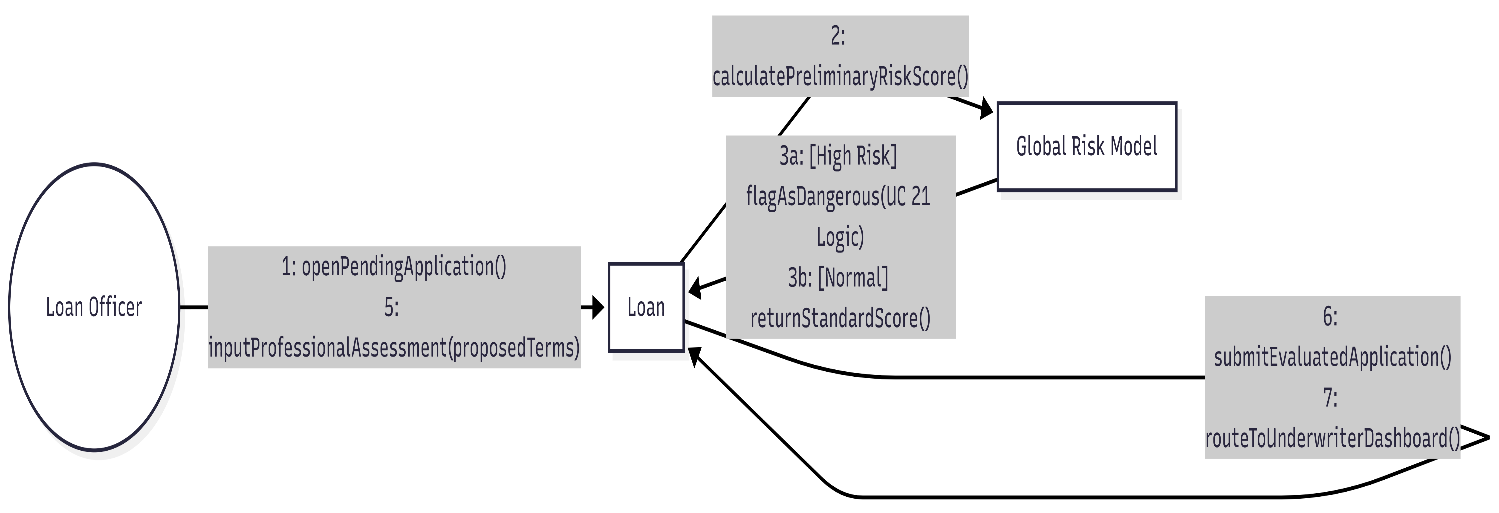 2:
calculatePreliminaryRiskScore()
Global Risk Model
3a: [High Risk]
flagAsDangerous(UC 21
Logic)
3b: [Normal]
returnStandardScore()
Loan Officer
1: openPendingApplication()
5:
inputProfessionalAssessment(proposedTerms)
Loan
6:
submitEvaluatedApplication()
7:
routeToUnderwriterDashboard()